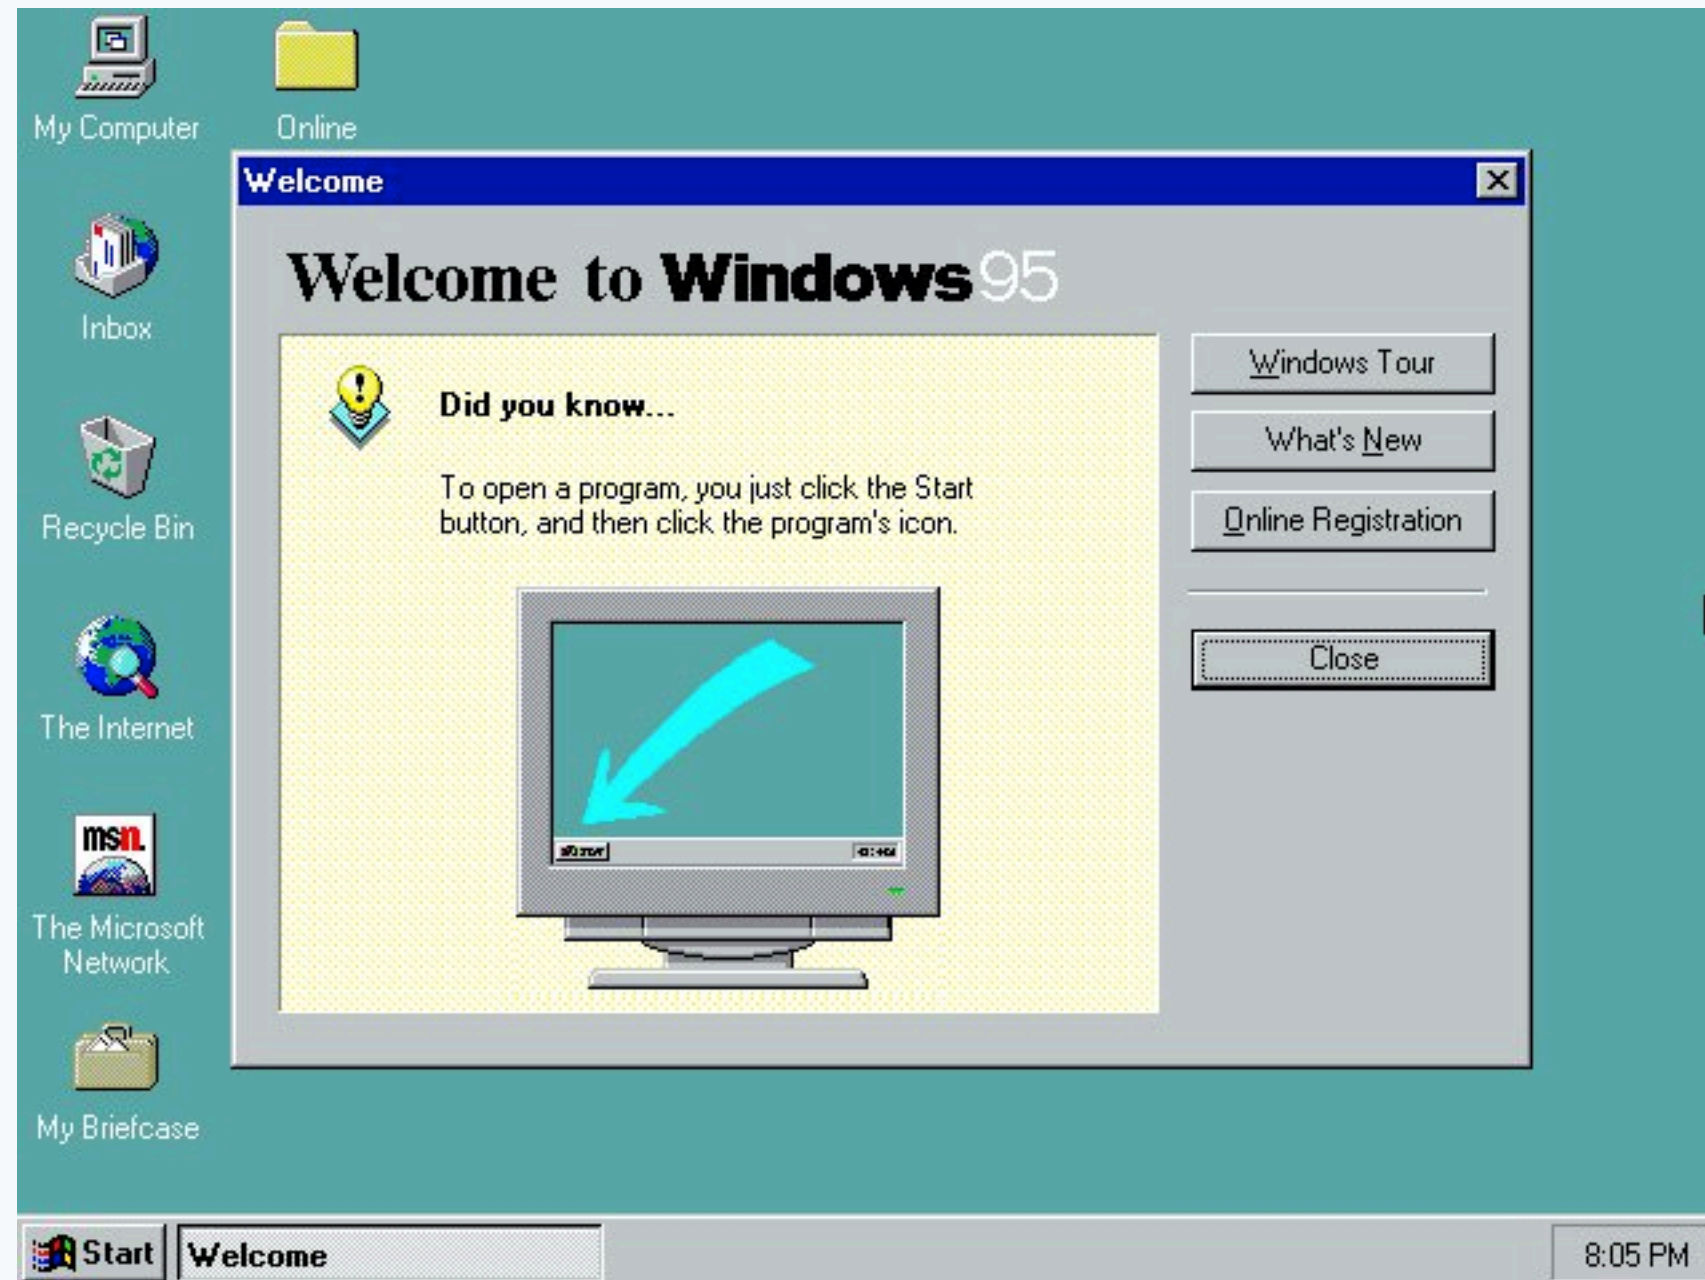 My Computer
Online
Inbox
Recycle Bin
The Internet
msn.
The Microsoft
Network
My Briefcase
Welcome
Welcome to Windows 95
Did you know...
To open a program, you just click the Start
button, and then click the program's icon.
Windows Tour
What's New
Online Registration
Close
Start
Welcome
8:05 PM